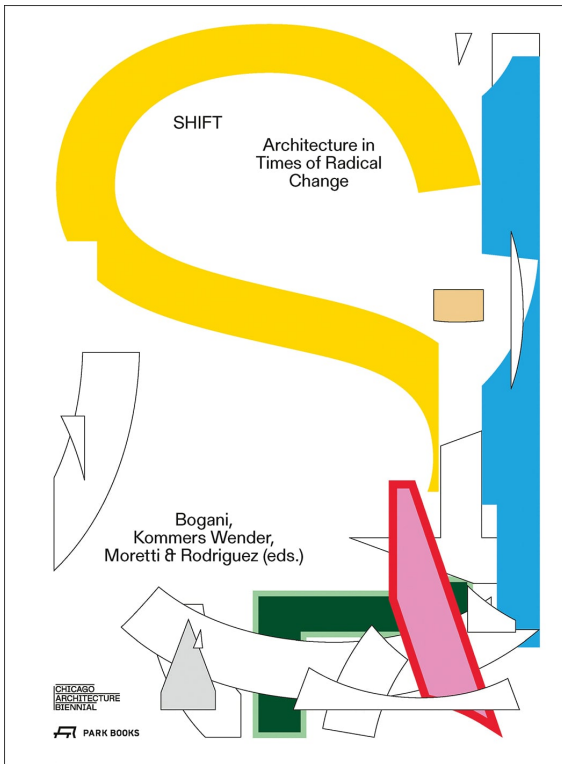 SHIFT
Architecture in
Times of Radical
Change
Bogani,
Kommers Wender,
Moretti & Rodriguez (eds.)
CHICAGO
ARCHITECTURE
BIENNIAL
PARK BOOKS